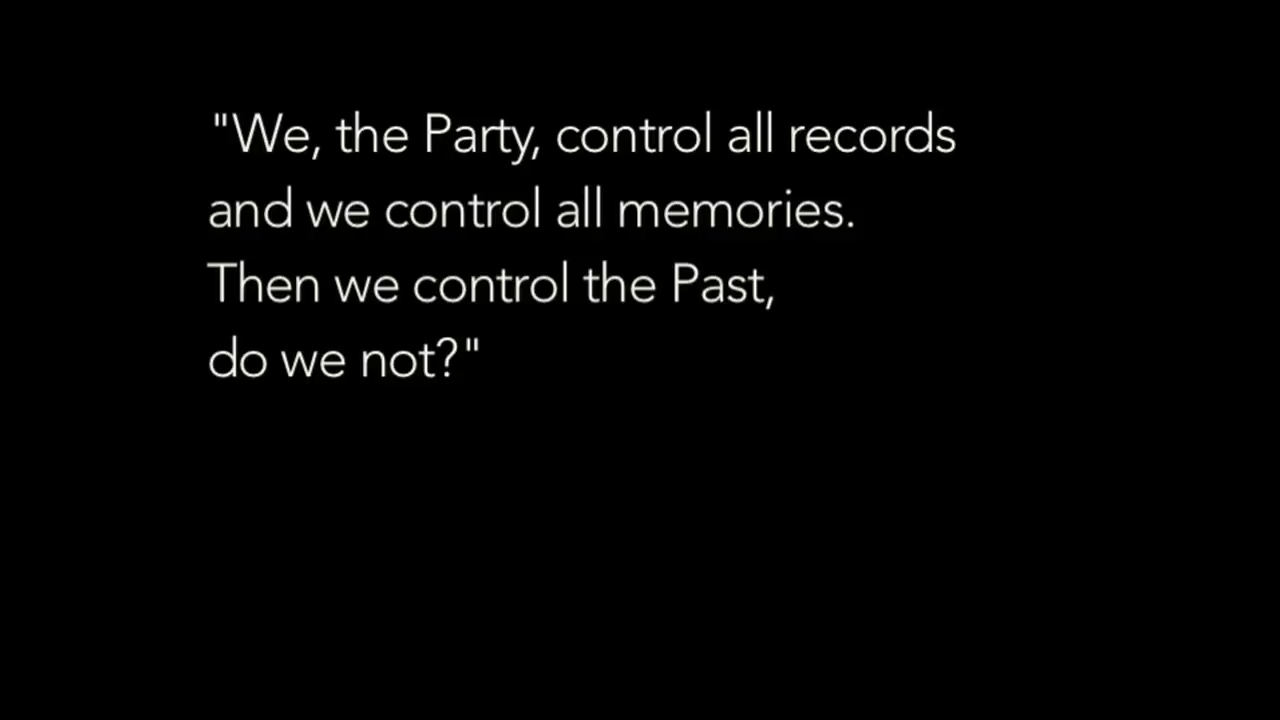 "We, the Party, control all records
and we control all memories.
Then we control the Past,
do we not?"